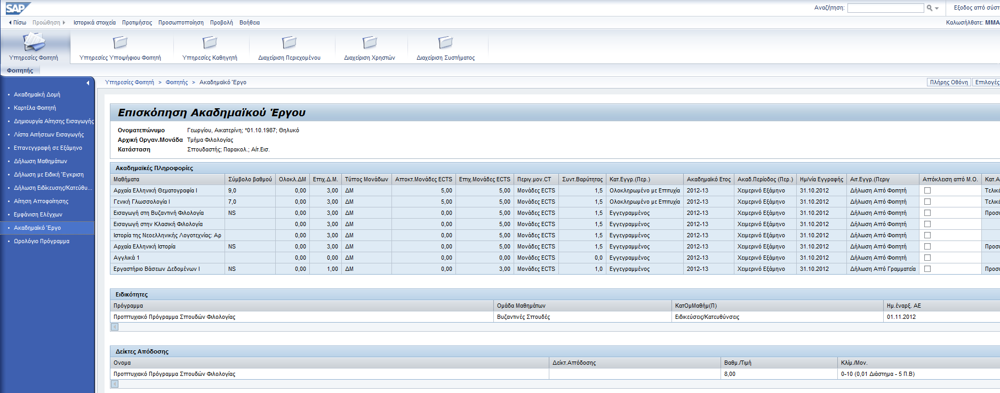 SAP
Αναζήτηση: Εξοδος από σύστ
Πίσω Προώθηση Ιστορικά στοιχεία Προτιμήσεις Προσωποποίηση Προβολή Βοήθεια Καλωσήλθατε: MMA
Υπηρεσίες Φοιτητή Υπηρεσίες Υποψήφιου Φοιτητή Υπηρεσίες Καθηγητή Διαχείριση Περιεχομένου Διαχείριση Χρηστών Διαχείριση Συστήματος
Φοιτητής
Υπηρεσίες Φοιτητή > Φοιτητής > Ακαδημαϊκό Έργο Πλήρης Οθόνη Επιλογές
• Ακαδημαϊκή Δομή
• Καρτέλα Φοιτητή
• Δημιουργία Αίτησης Εισαγωγής
• Λίστα Αιτήσεων Εισαγωγής
• Επανεγγραφή σε Εξάμηνο
• Δήλωση Μαθημάτων
• Δήλωση με Ειδική Έγκριση
• Δήλωση Ειδίκευσης/Κατεύθυ...
• Αίτηση Αποφοίτησης
• Εμφάνιση Ελέγχων
• Ακαδημαϊκό Έργο
• Ωρολόγιο Πρόγραμμα
Επισκόπηση Ακαδημαϊκού Έργου
Ονοματεπώνυμο Γεωργίου, Αικατερίνη; *01.10.1987; Θηλυκό
Αρχική Οργαν.Μονάδα Τμήμα Φιλολογίας
Κατάσταση Σπουδαστής; Παρακολ.; Αίτ.Εισ.
Ακαδημαϊκές Πληροφορίες
Μαθήματα Σύμβολο βαθμού Ολοκλ.ΔΜ Επιχ.Δ.Μ. Τύπος Μονάδων Αποκτ.Μονάδες ECTS Επιχ.Μονάδες ECTS Περιγ.μον.CT Συντ.Βαρύτητας Κατ.Εγγρ.(Περ.) Ακαδημαϊκό Ετος Ακαδ.Περίοδος (Περ.) Ημ/νία Εγγραφής Αιτ.Εγγρ.(Περιγ Απόκλειση από Μ.Ο. Κατ.Α
Αρχαία Ελληνική Θεματογραφία Ι 9,0 0,00 3,00 ΔΜ 5,00 5,00 Μονάδες ECTS 1,5 Ολοκληρωμένο με Επιτυχία 2012-13 Χειμερινό Εξάμηνο 31.10.2012 Δήλωση Από Φοιτητή Τελικό
Γενική Γλωσσολογία Ι 7,0 0,00 3,00 ΔΜ 5,00 5,00 Μονάδες ECTS 1,5 Ολοκληρωμένο με Επιτυχία 2012-13 Χειμερινό Εξάμηνο 31.10.2012 Δήλωση Από Φοιτητή Τελικό
Εισαγωγή στη Βυζαντινή Φιλολογία NS 0,00 3,00 ΔΜ 0,00 5,00 Μονάδες ECTS 1,5 Εγγεγραμμένος 2012-13 Χειμερινό Εξάμηνο 31.10.2012 Δήλωση Από Φοιτητή Προσ
Εισαγωγή στην Κλασική Φιλολογία 0,00 3,00 ΔΜ 0,00 5,00 Μονάδες ECTS 1,5 Εγγεγραμμένος 2012-13 Χειμερινό Εξάμηνο 31.10.2012 Δήλωση Από Φοιτητή
Ιστορία της Νεοελληνικής Λογοτεχνίας: Αρ 0,00 3,00 ΔΜ 0,00 5,00 Μονάδες ECTS 1,5 Εγγεγραμμένος 2012-13 Χειμερινό Εξάμηνο 31.10.2012 Δήλωση Από Φοιτητή
Αρχαία Ελληνική Ιστορία NS 0,00 3,00 ΔΜ 0,00 5,00 Μονάδες ECTS 1,5 Εγγεγραμμένος 2012-13 Χειμερινό Εξάμηνο 31.10.2012 Δήλωση Από Φοιτητή Προσ
Αγγλικά 1 0,00 0,00 ΔΜ 0,00 0,00 Μονάδες ECTS 0,0 Εγγεγραμμένος 2012-13 Χειμερινό Εξάμηνο 31.10.2012 Δήλωση Από Φοιτητή
Εργαστήριο Βάσεων Δεδομένων Ι NS 0,00 1,00 ΔΜ 0,00 3,00 Μονάδες ECTS 1,0 Εγγεγραμμένος 2012-13 Χειμερινό Εξάμηνο 31.10.2012 Δήλωση Από Γραμματεία Προσ
Ειδικότητες
Πρόγραμμα Ομάδα Μαθημάτων ΚατΟμΜαθήμ(Π) Ημ.έναρξ. ΑΕ
Προπτυχιακό Πρόγραμμα Σπουδών Φιλολογίας Βυζαντινές Σπουδές Ειδικεύσεις/Κατευθύνσεις 01.11.2012
Δείκτες Απόδοσης
Ονομα Δείκτ.Απόδοσης Βαθμ./Τιμή Κλίμ./Μον.
Προπτυχιακό Πρόγραμμα Σπουδών Φιλολογίας 8,00 0-10 (0,01 Διάστημα - 5 Π.Β)